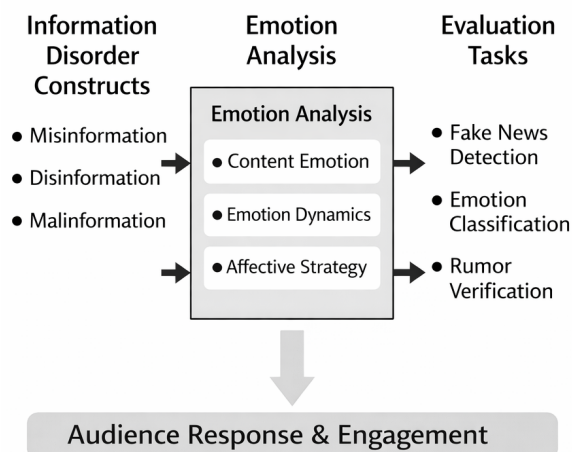 Information
Disorder
Constructs
● Misinformation
● Disinformation
● Malinformation
Emotion
Analysis
Emotion Analysis
● Content Emotion
● Emotion Dynamics
● Affective Strategy
Evaluation
Tasks
● Fake News
Detection
● Emotion
Classification
● Rumor
Verification
Audience Response & Engagement